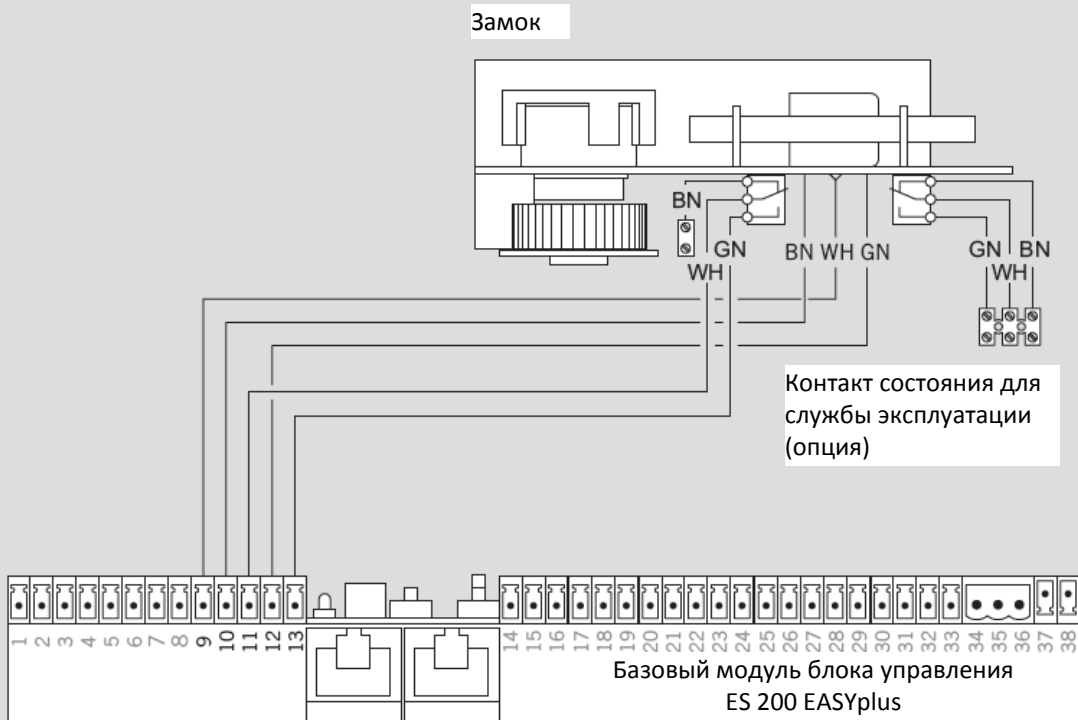 Замок
BN
GN
WH
BN WH GN
GN BN
WH
Контакт состояния для
службы эксплуатации
(опция)
1 2 3 4 5 6 7 8 9 10 11 12 13 14 15 16 17 18 19 20 21 22 23 24 25 26 27 28 29 30 31 32 33 34 35 36 37 38
Базовый модуль блока управления
ES 200 EASYplus